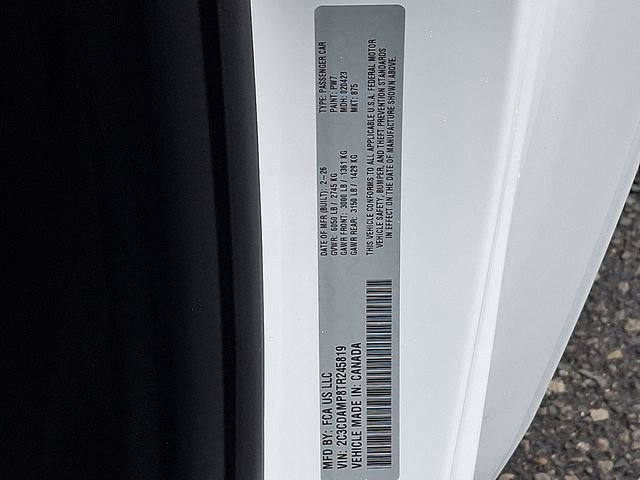 MFD BY: FCA US LLC
VIN: 2C3CDAMP8TR245819
VEHICLE MADE IN: CANADA
DATE OF MFR (BUILT): 2-26
GVWR: 6050 LB / 2745 KG
GAWR FRONT: 3000 LB / 1361 KG
GAWR REAR: 3150 LB / 1429 KG
TYPE: PASSENGER CAR
PAINT: PW7
MDH: 020423
MKT: 875
THIS VEHICLE CONFORMS TO ALL APPLICABLE U.S.A. FEDERAL MOTOR
VEHICLE SAFETY, BUMPER, AND THEFT PREVENTION STANDARDS
IN EFFECT ON THE DATE OF MANUFACTURE SHOWN ABOVE.